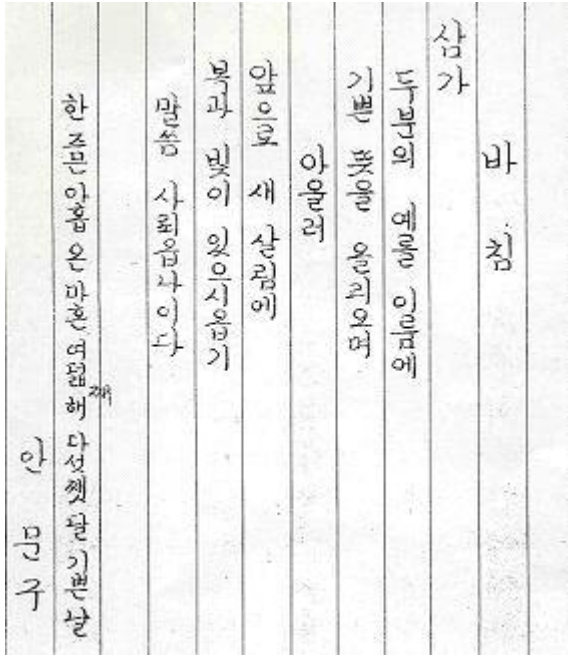 바 침
삼가
두 분의 예를 이룸에
기쁜 뜻을 올리오며
아울러
앞으로 새 살림에
복과 빛이 있으시옵기
말씀 사뢰옵나이다
한 즈믄 아홉 온 마흔 여덟 해 다섯 쨋 달 기쁜 날
안 문 구